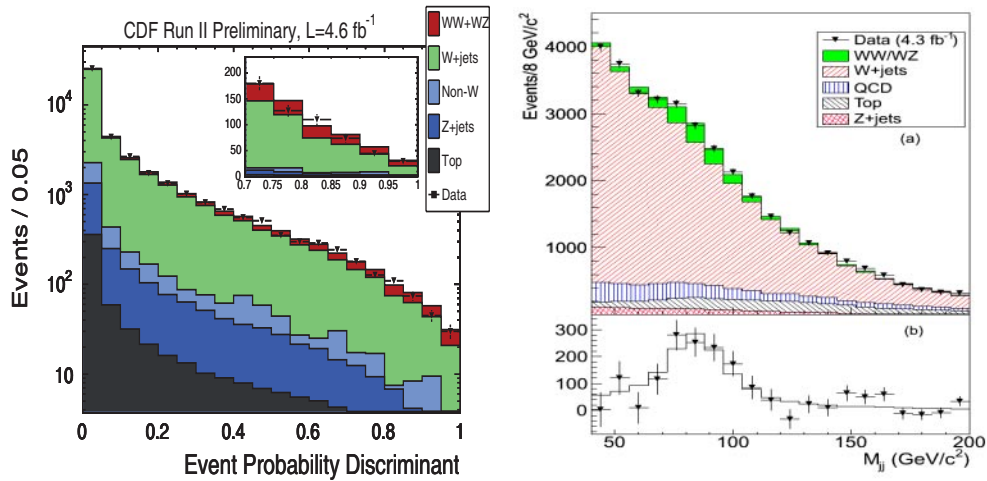 CDF Run II Preliminary, L=4.6 fb⁻¹
WW+WZ
W+jets
Non-W
Z+jets
Top
Data
200
150
100
50
0
0.7 0.75 0.8 0.85 0.9 0.95 1
10⁴
10³
10²
10
Events / 0.05
0 0.2 0.4 0.6 0.8 1
Event Probability Discriminant
Events/8 GeV/c²
4000
2000
1000
Data (4.3 fb⁻¹)
WW/WZ
W+jets
QCD
Top
Z+jets
(a)
(b)
300
200
100
0
50 100 150 200
M_jj (GeV/c²)